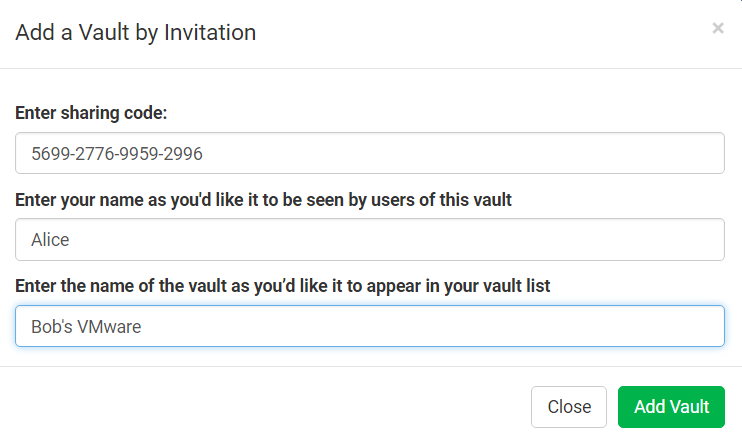 Add a Vault by Invitation
×
Enter sharing code:
5699-2776-9959-2996
Enter your name as you'd like it to be seen by users of this vault
Alice
Enter the name of the vault as you’d like it to appear in your vault list
Bob's VMware
Close
Add Vault